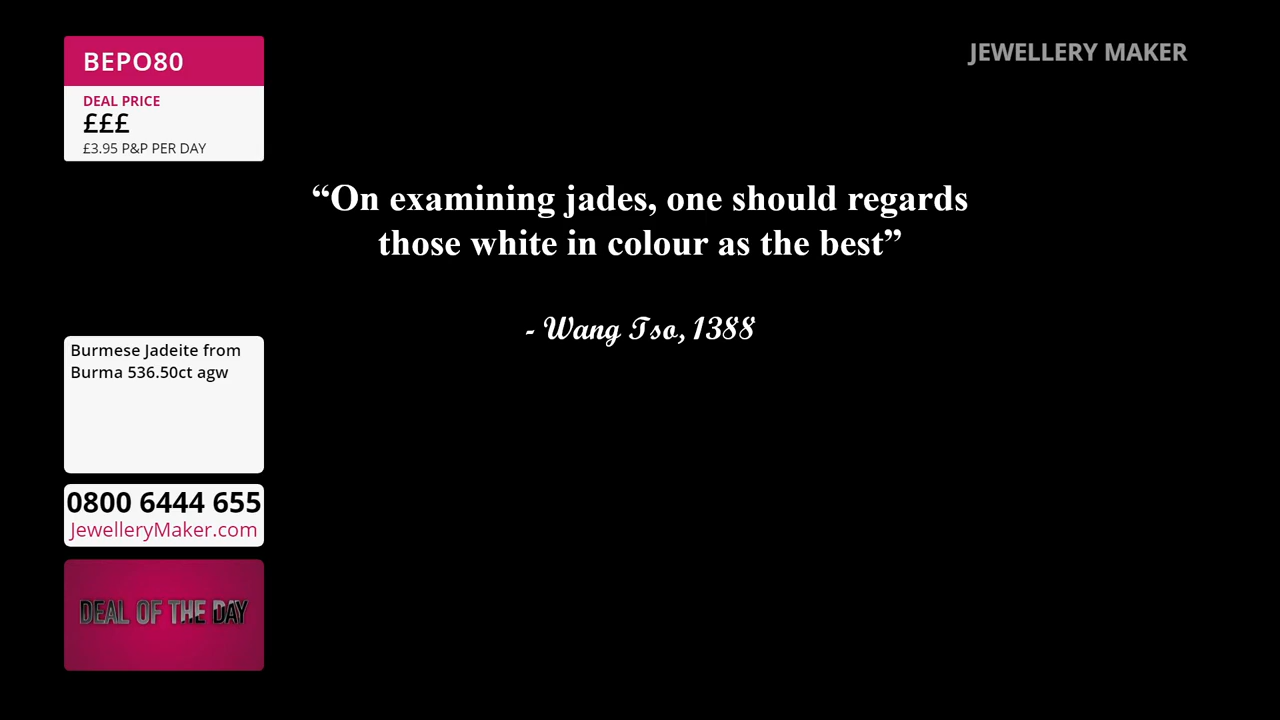 BEPO80
DEAL PRICE
£££
£3.95 P&P PER DAY
JEWELLERY MAKER
“On examining jades, one should regards
those white in colour as the best”
- Wang Tso, 1388
Burmese Jadeite from
Burma 536.50ct agw
0800 6444 655
JewelleryMaker.com
DEAL OF THE DAY